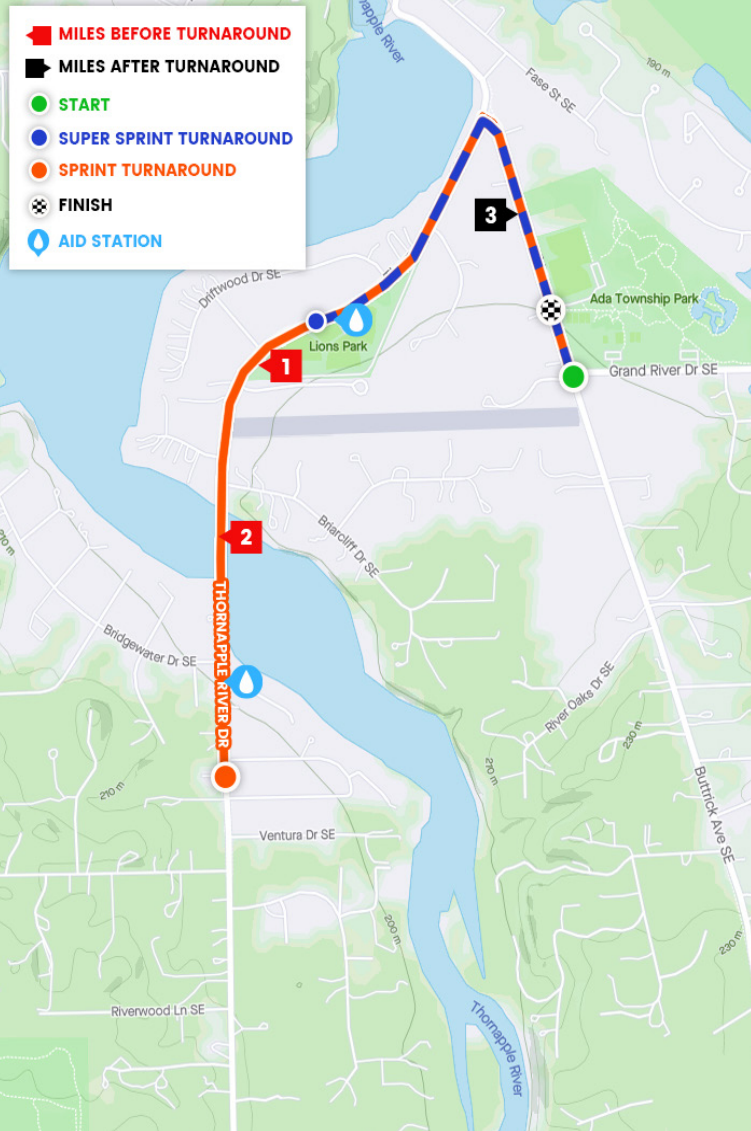 MILES BEFORE TURNAROUND
MILES AFTER TURNAROUND
START
SUPER SPRINT TURNAROUND
SPRINT TURNAROUND
FINISH
AID STATION
apple River
Fase St SE
190 m
3
Driftwood Dr SE
Ada Township Park
Lions Park
1
Grand River Dr SE
2
Briarcliff Dr SE
210 m
THORNAPPLE RIVER DR
Bridgewater Dr SE
River Oaks Dr SE
230 m
210 m
210 m
Buttrick Ave SE
Ventura Dr SE
200 m
230 m
Riverwood Ln SE
Thornapple River